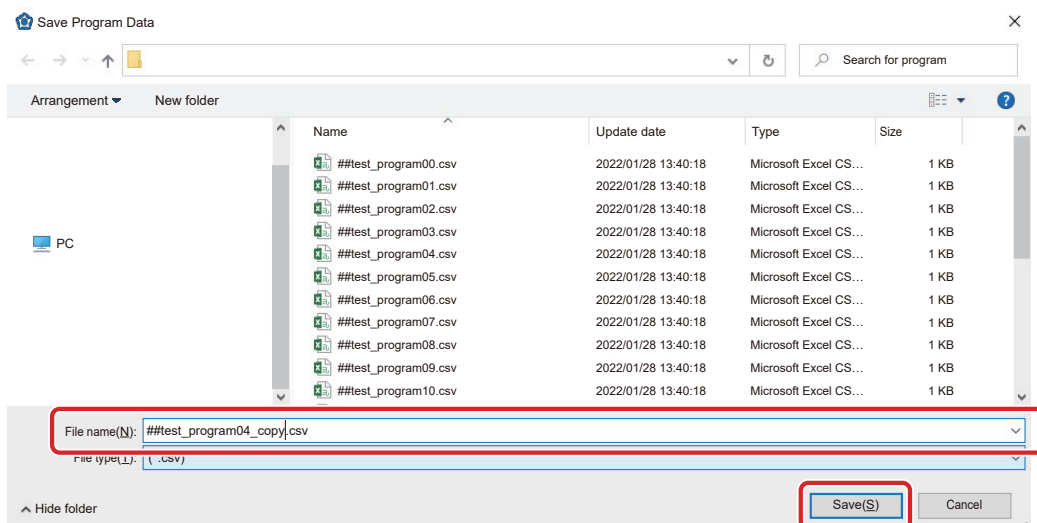 Save Program Data
Search for program
Arrangement New folder
Name Update date Type Size
##test_program00.csv 2022/01/28 13:40:18 Microsoft Excel CS... 1 KB
##test_program01.csv 2022/01/28 13:40:18 Microsoft Excel CS... 1 KB
##test_program02.csv 2022/01/28 13:40:18 Microsoft Excel CS... 1 KB
##test_program03.csv 2022/01/28 13:40:18 Microsoft Excel CS... 1 KB
PC
##test_program04.csv 2022/01/28 13:40:18 Microsoft Excel CS... 1 KB
##test_program05.csv 2022/01/28 13:40:18 Microsoft Excel CS... 1 KB
##test_program06.csv 2022/01/28 13:40:18 Microsoft Excel CS... 1 KB
##test_program07.csv 2022/01/28 13:40:18 Microsoft Excel CS... 1 KB
##test_program08.csv 2022/01/28 13:40:18 Microsoft Excel CS... 1 KB
##test_program09.csv 2022/01/28 13:40:18 Microsoft Excel CS... 1 KB
##test_program10.csv 2022/01/28 13:40:18 Microsoft Excel CS... 1 KB
File name(N): ##test_program04_copy.csv
File type(T): (*.csv)
Hide folder Save(S) Cancel